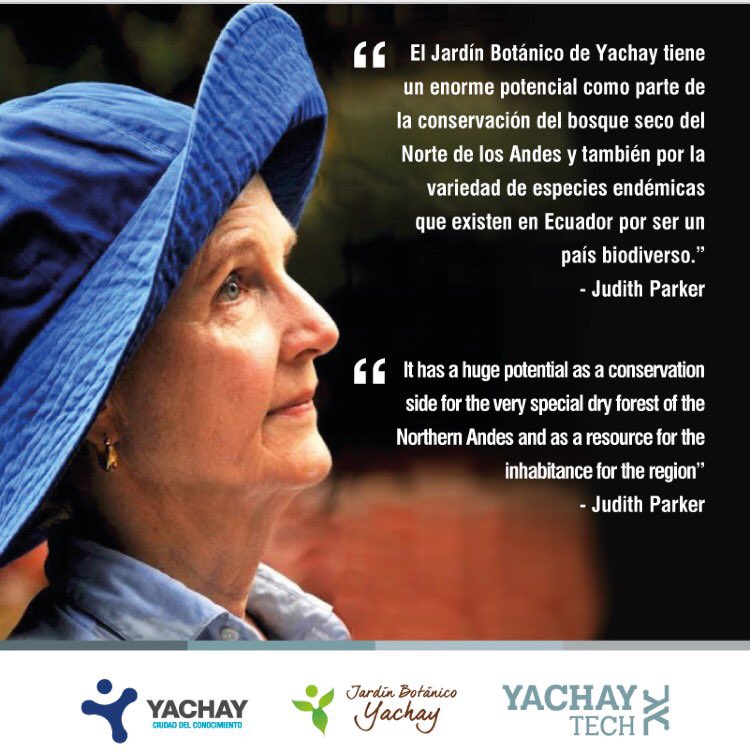 “ El Jardín Botánico de Yachay tiene
un enorme potencial como parte de
la conservación del bosque seco del
Norte de los Andes y también por la
variedad de especies endémicas
que existen en Ecuador por ser un
país biodiverso.”
- Judith Parker
“ It has a huge potential as a conservation
side for the very special dry forest of the
Northern Andes and as a resource for the
inhabitance for the region”
- Judith Parker
YACHAY
CIUDAD DEL CONOCIMIENTO
Jardín Botánico
Yachay
YACHAY
TECH